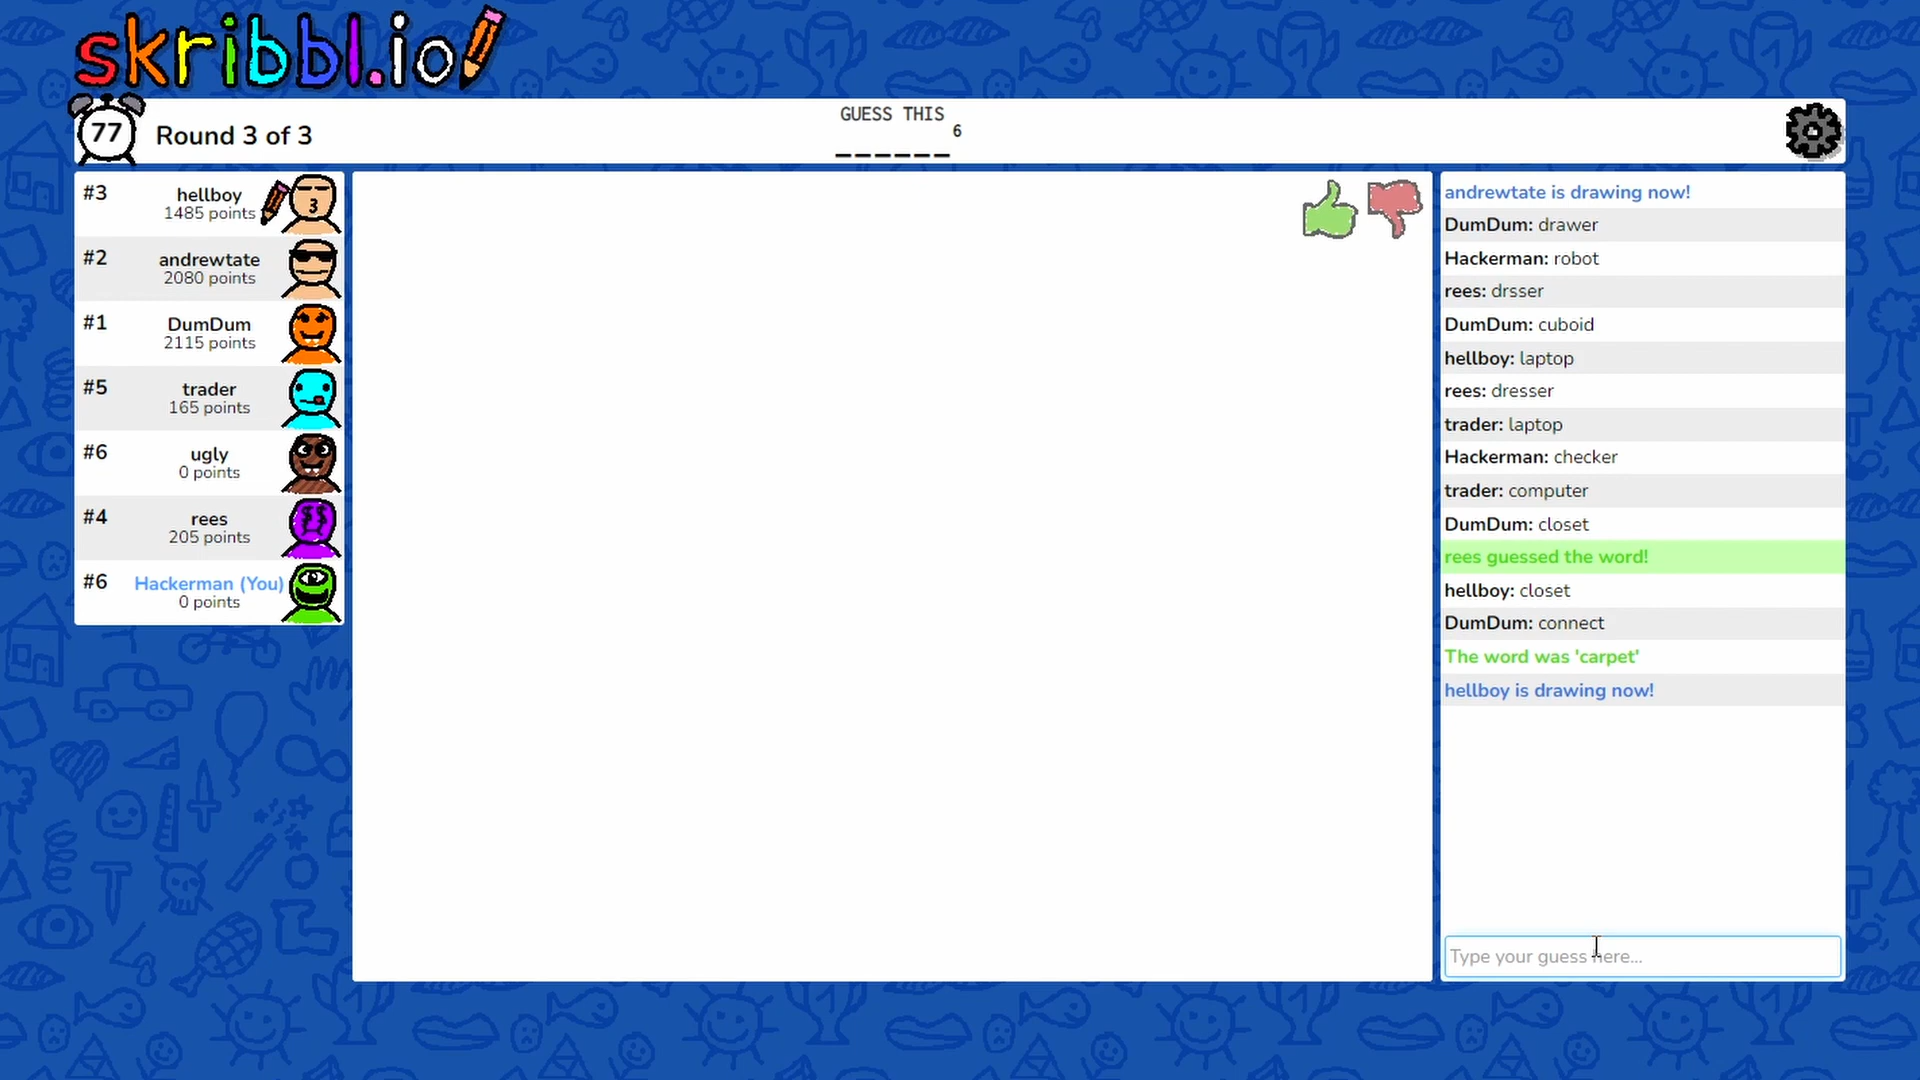 skribbl.io
77
Round 3 of 3
GUESS THIS
6
______
#3
hellboy
1485 points
#2
andrewtate
2080 points
#1
DumDum
2115 points
#5
trader
165 points
#6
ugly
0 points
#4
rees
205 points
#6
Hackerman (You)
0 points
andrewtate is drawing now!
DumDum: drawer
Hackerman: robot
rees: drsser
DumDum: cuboid
hellboy: laptop
rees: dresser
trader: laptop
Hackerman: checker
trader: computer
DumDum: closet
rees guessed the word!
hellboy: closet
DumDum: connect
The word was 'carpet'
hellboy is drawing now!
Type your guess here...